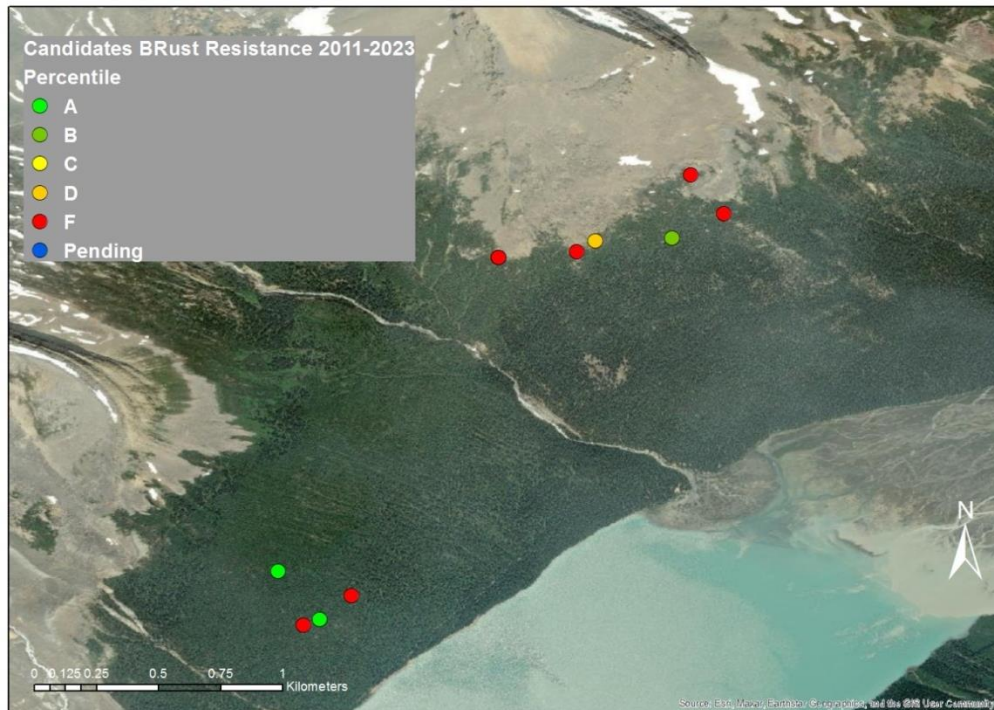 Candidates BRust Resistance 2011-2023
Percentile
A
B
C
D
F
Pending
N
0 0.125 0.25 0.5 0.75 1
Kilometers
Source: Esri, Maxar, Earthstar Geographics, and the GIS User Community